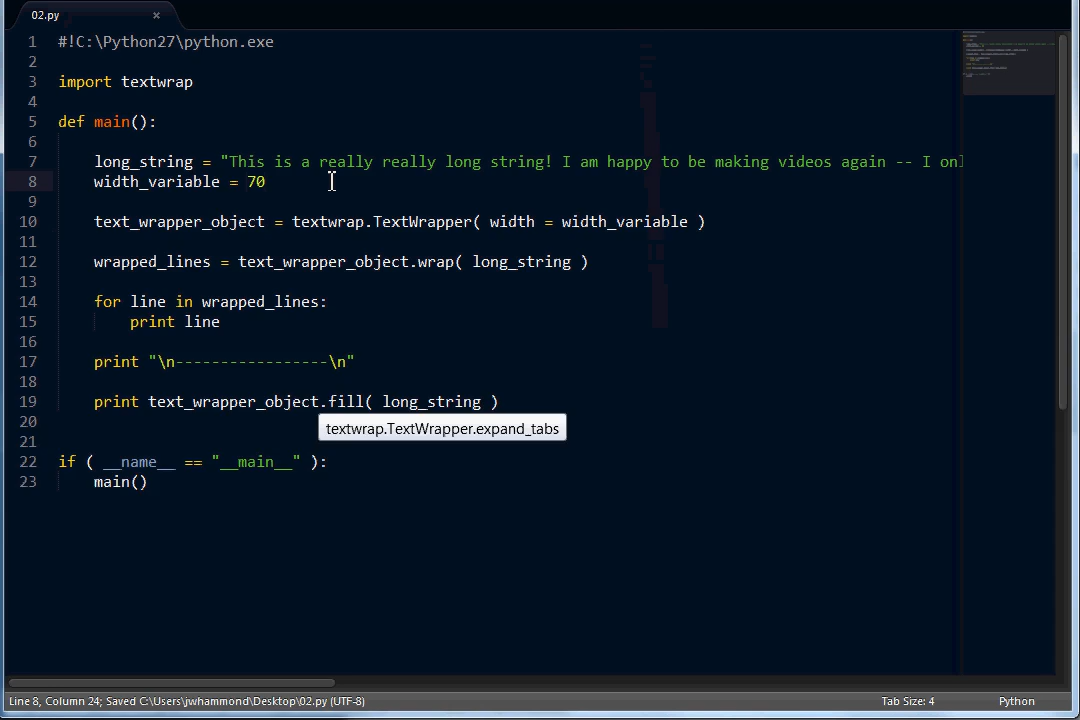 02.py ×
1 #!C:\Python27\python.exe
2
3 import textwrap
4
5 def main():
6
7 long_string = "This is a really really long string! I am happy to be making videos again -- I onl
8 width_variable = 70
9
10 text_wrapper_object = textwrap.TextWrapper( width = width_variable )
11
12 wrapped_lines = text_wrapper_object.wrap( long_string )
13
14 for line in wrapped_lines:
15 print line
16
17 print "\n-----------------\n"
18
19 print text_wrapper_object.fill( long_string )
textwrap.TextWrapper.expand_tabs
20
21
22 if ( __name__ == "__main__" ):
23 main()
Line 8, Column 24; Saved C:\Users\jwhammond\Desktop\02.py (UTF-8) Tab Size: 4 Python